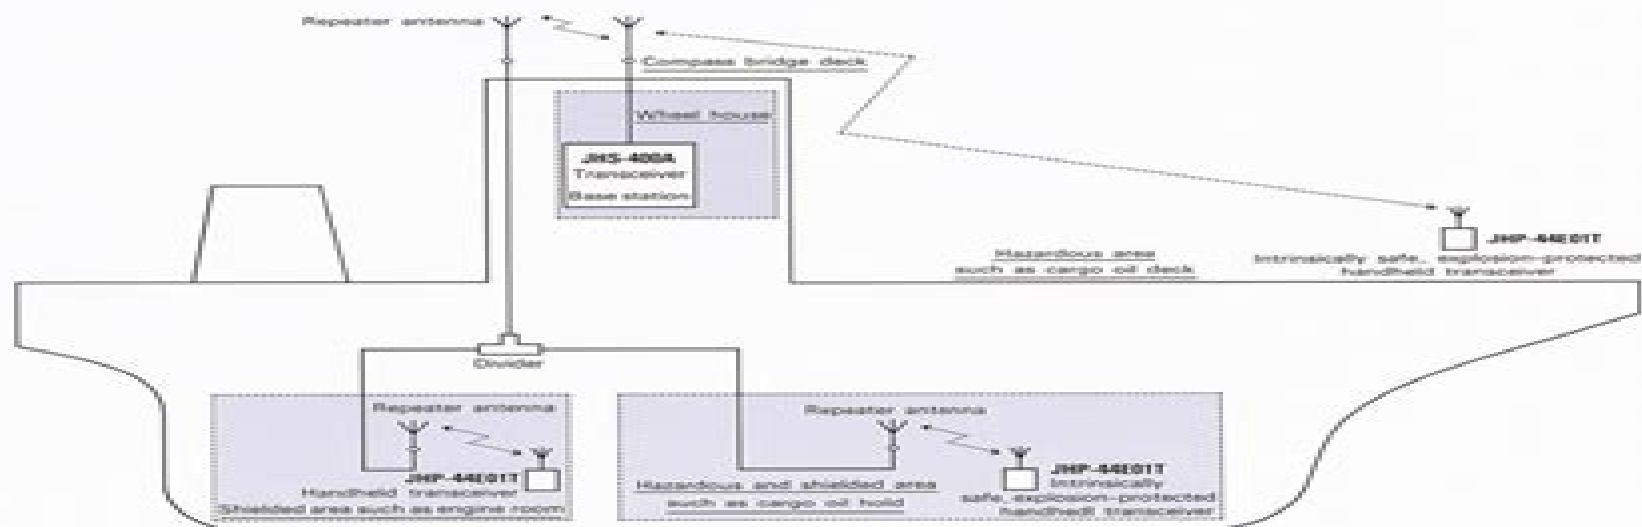 Repeater antenna
Compass bridge deck
Wheel house
JHS-400A
Transceiver
Base station
JHP-44E01T
Intrinsically safe, explosion-protected
handheld transceiver
Hazardous area
such as cargo oil deck
Divider
Repeater antenna
JHP-44E01T
Handheld transceiver
Shielded area such as engine room
Repeater antenna
Hazardous and shielded area
such as cargo oil hold
JHP-44E01T
Intrinsically
safe, explosion-protected
handhedl transceiver